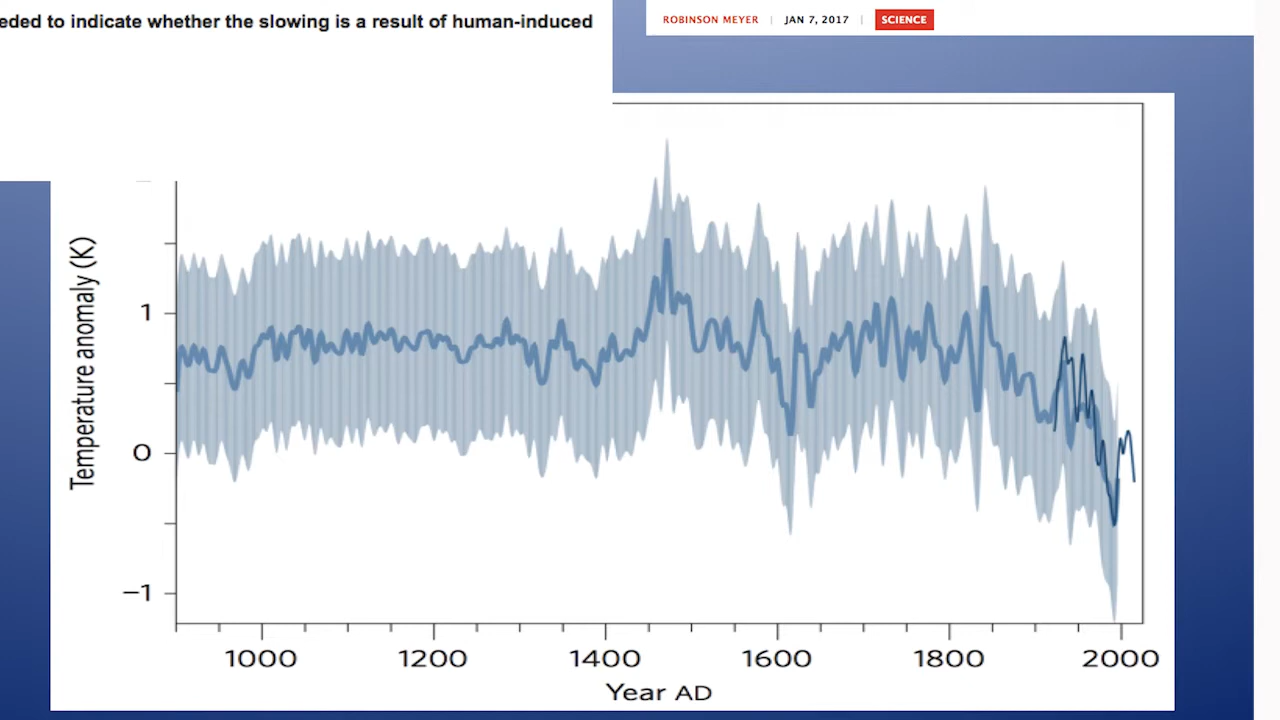 eded to indicate whether the slowing is a result of human-induced
ROBINSON MEYER | JAN 7, 2017 | SCIENCE
Temperature anomaly (K)
1
0
−1
1000 1200 1400 1600 1800 2000
Year AD